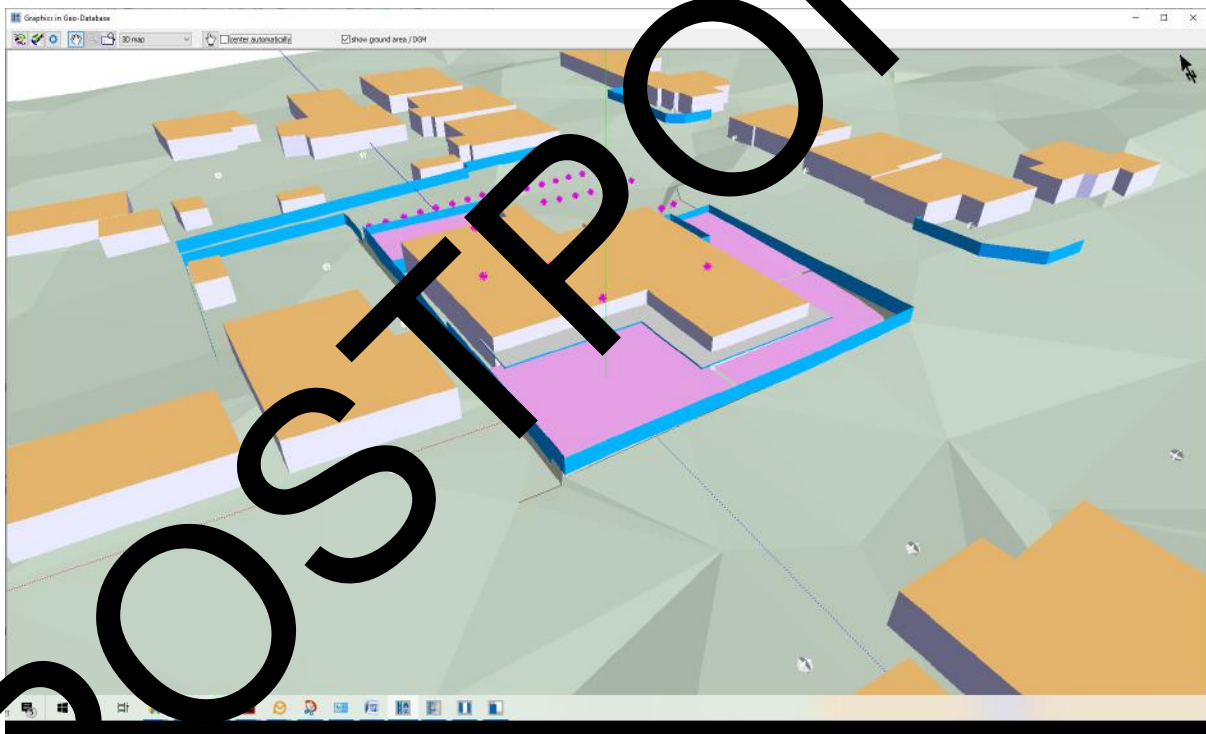 Graphics in Geo-Database
3D map
center automatically
show ground area / DGM
POSTPO